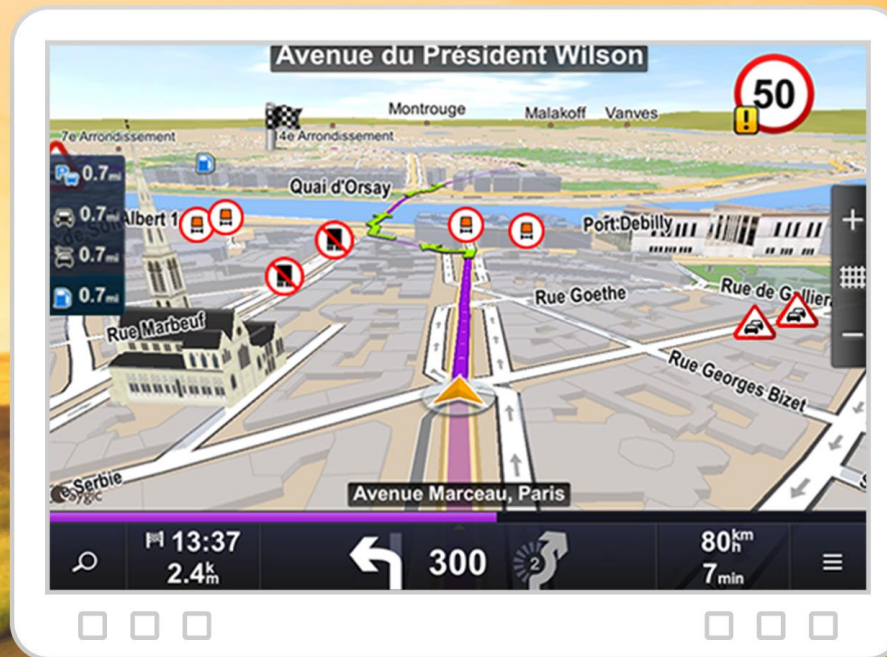 Avenue du Président Wilson
50
!
Montrouge
Malakoff
Vanves
7e Arrondissement
4e Arrondissement
P 0.7mi
0.7mi
0.7mi
0.7mi
Quai d'Orsay
Albert 1
Port Debilly
Rue Goethe
Rue de Gallier
Rue Marbeuf
Rue Georges Bizet
e Serbie
Sygic
Avenue Marceau, Paris
13:37
2.4km
300
2
80km/h
7min